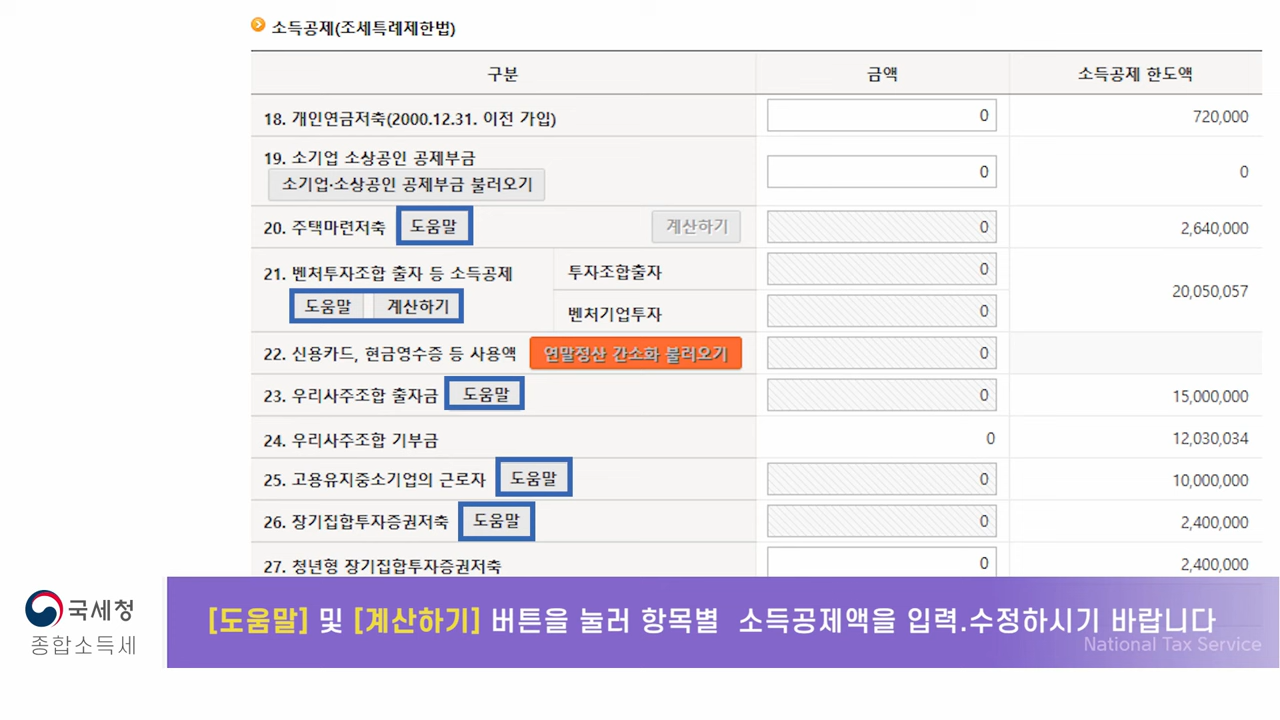 소득공제(조세특례제한법)
구분 금액 소득공제 한도액
18. 개인연금저축(2000.12.31. 이전 가입) 0 720,000
19. 소기업 소상공인 공제부금
소기업·소상공인 공제부금 불러오기 0 0
20. 주택마련저축 도움말 계산하기 0 2,640,000
21. 벤처투자조합 출자 등 소득공제 투자조합출자 0
도움말 계산하기 20,050,057
벤처기업투자 0
22. 신용카드, 현금영수증 등 사용액 연말정산 간소화 불러오기 0
23. 우리사주조합 출자금 도움말 0 15,000,000
24. 우리사주조합 기부금 0 12,030,034
25. 고용유지중소기업의 근로자 도움말 0 10,000,000
26. 장기집합투자증권저축 도움말 0 2,400,000
27. 청년형 장기집합투자증권저축 0 2,400,000
국세청
종합소득세
[도움말] 및 [계산하기] 버튼을 눌러 항목별 소득공제액을 입력.수정하시기 바랍니다
National Tax Service